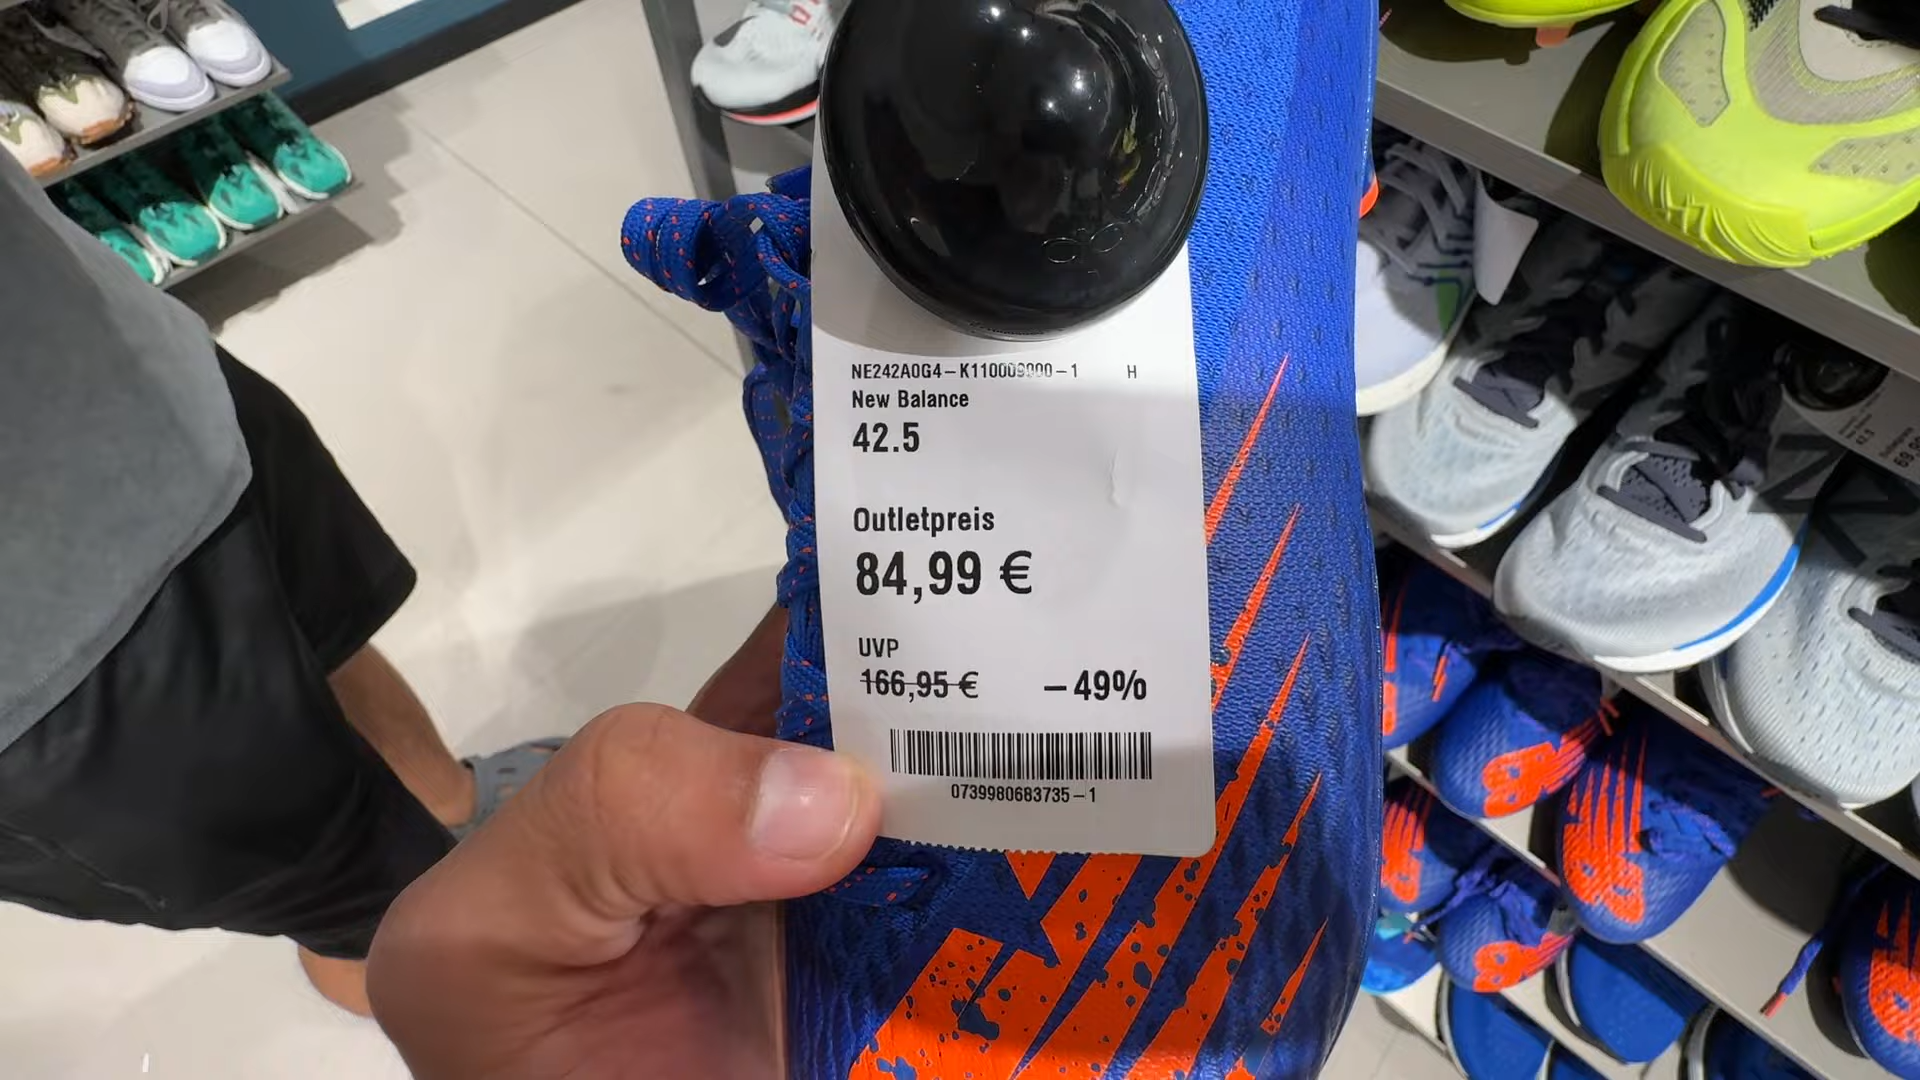 NE242A0G4-K110009000-1 H
New Balance
42.5
Outletpreis
84,99 €
UVP
166,95 € -49%
0739980683735-1